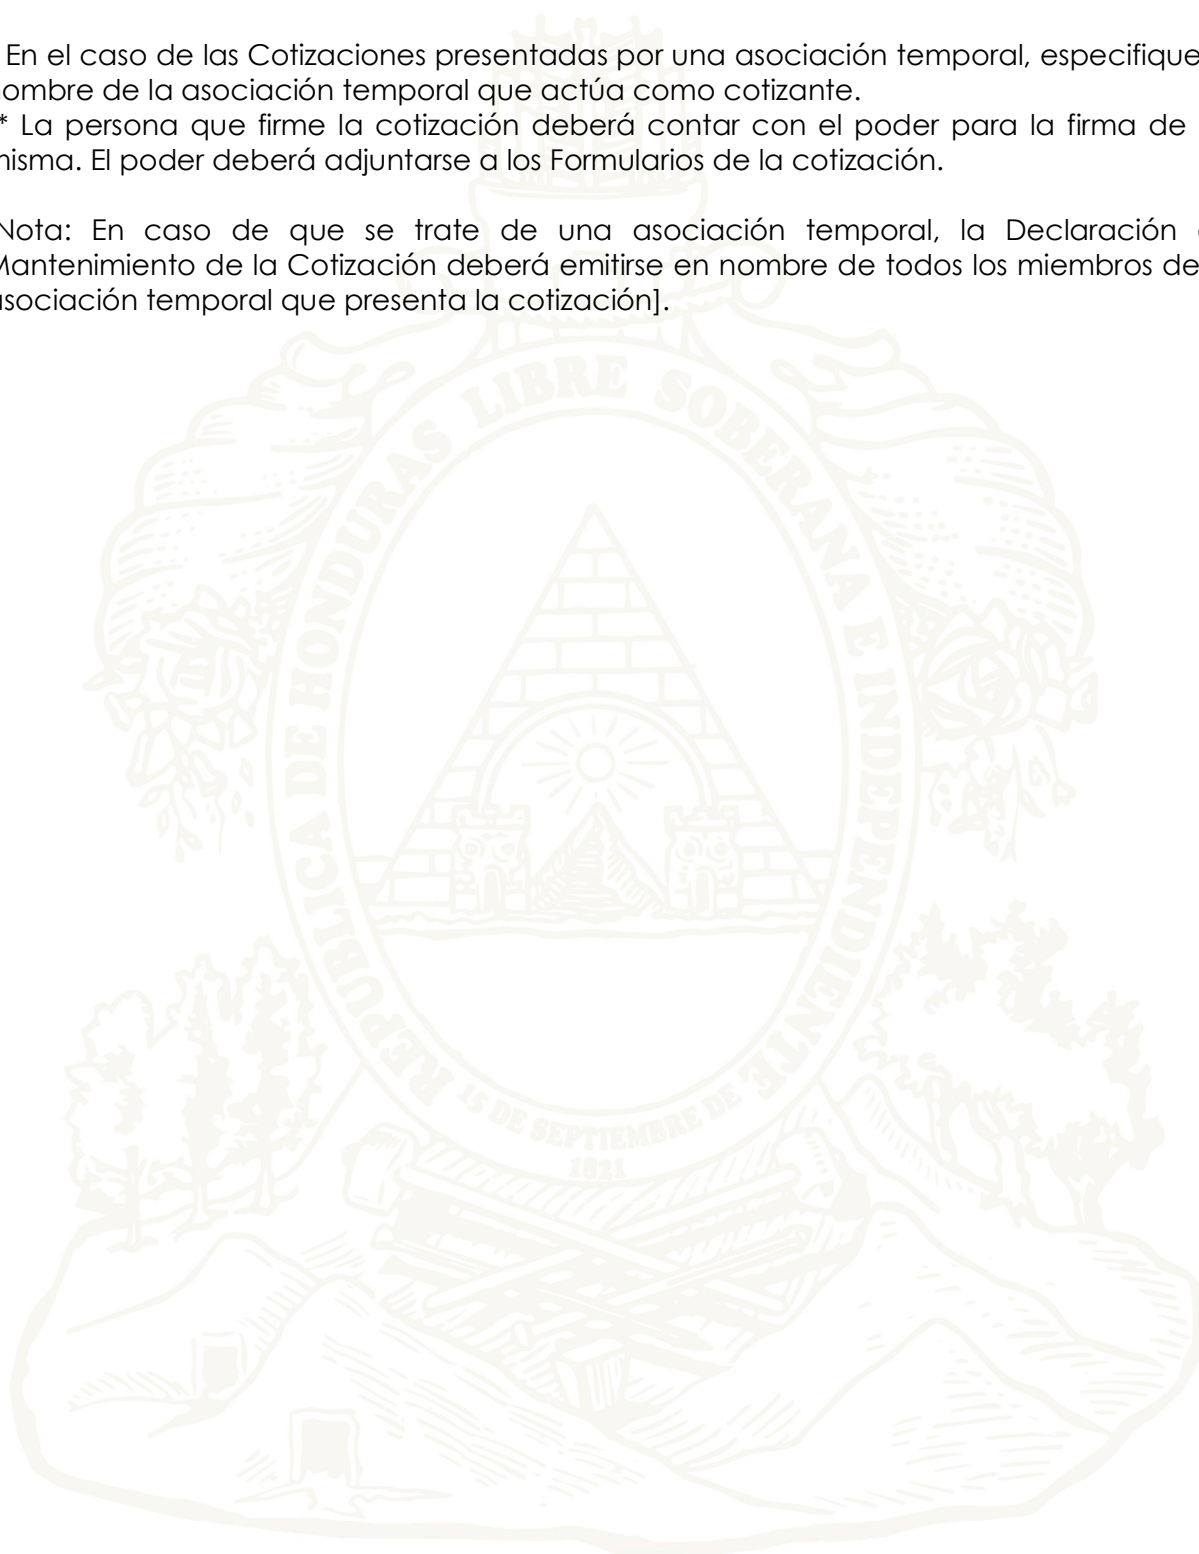 En el caso de las Cotizaciones presentadas por una asociación temporal, especifique
nombre de la asociación temporal que actúa como cotizante.
* La persona que firme la cotización deberá contar con el poder para la firma de
misma. El poder deberá adjuntarse a los Formularios de la cotización.
Nota: En caso de que se trate de una asociación temporal, la Declaración
Mantenimiento de la Cotización deberá emitirse en nombre de todos los miembros de
asociación temporal que presenta la cotización].
REPUBLICA DE HONDURAS LIBRE SOBERANA E INDEPENDIENTE
15 DE SEPTIEMBRE DE
1821